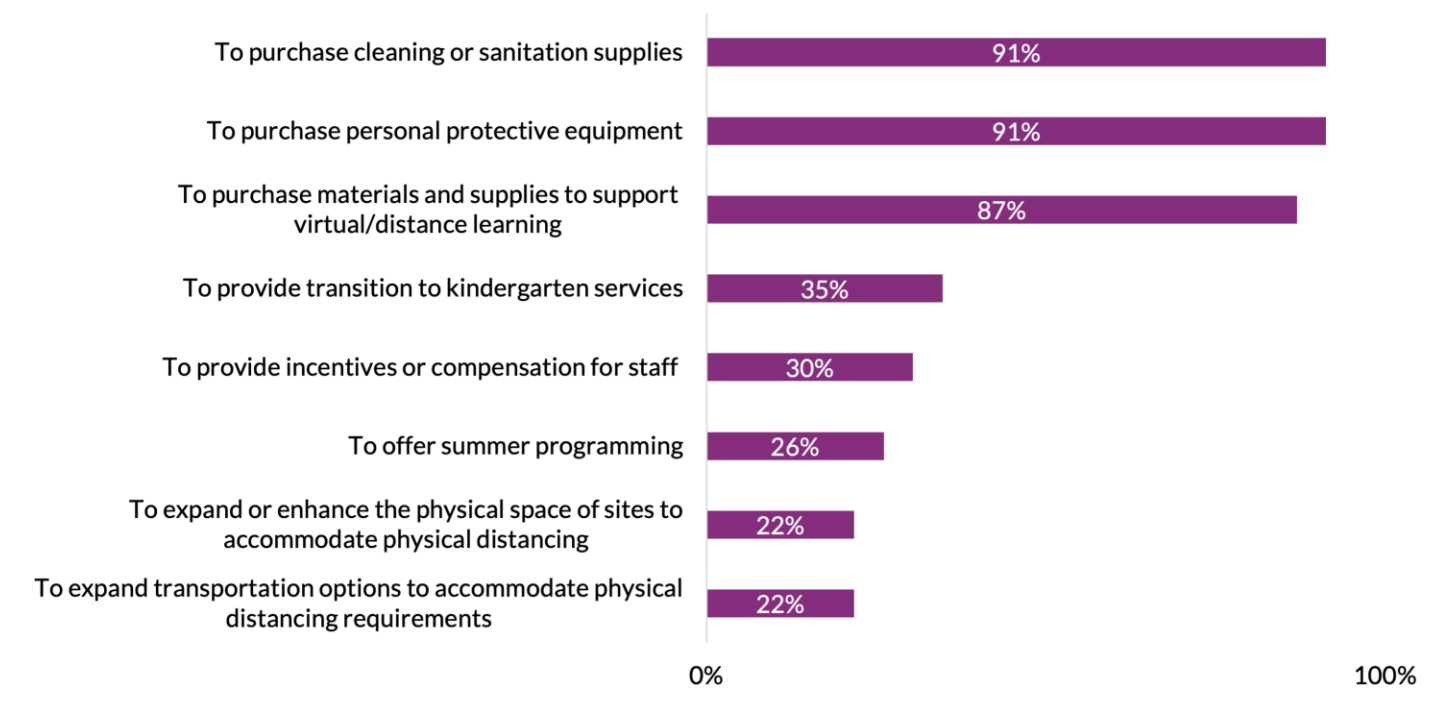 To purchase cleaning or sanitation supplies
91%
To purchase personal protective equipment
91%
To purchase materials and supplies to support
virtual/distance learning
87%
To provide transition to kindergarten services
35%
To provide incentives or compensation for staff
30%
To offer summer programming
26%
To expand or enhance the physical space of sites to
accommodate physical distancing
22%
To expand transportation options to accommodate physical
distancing requirements
22%
0%
100%